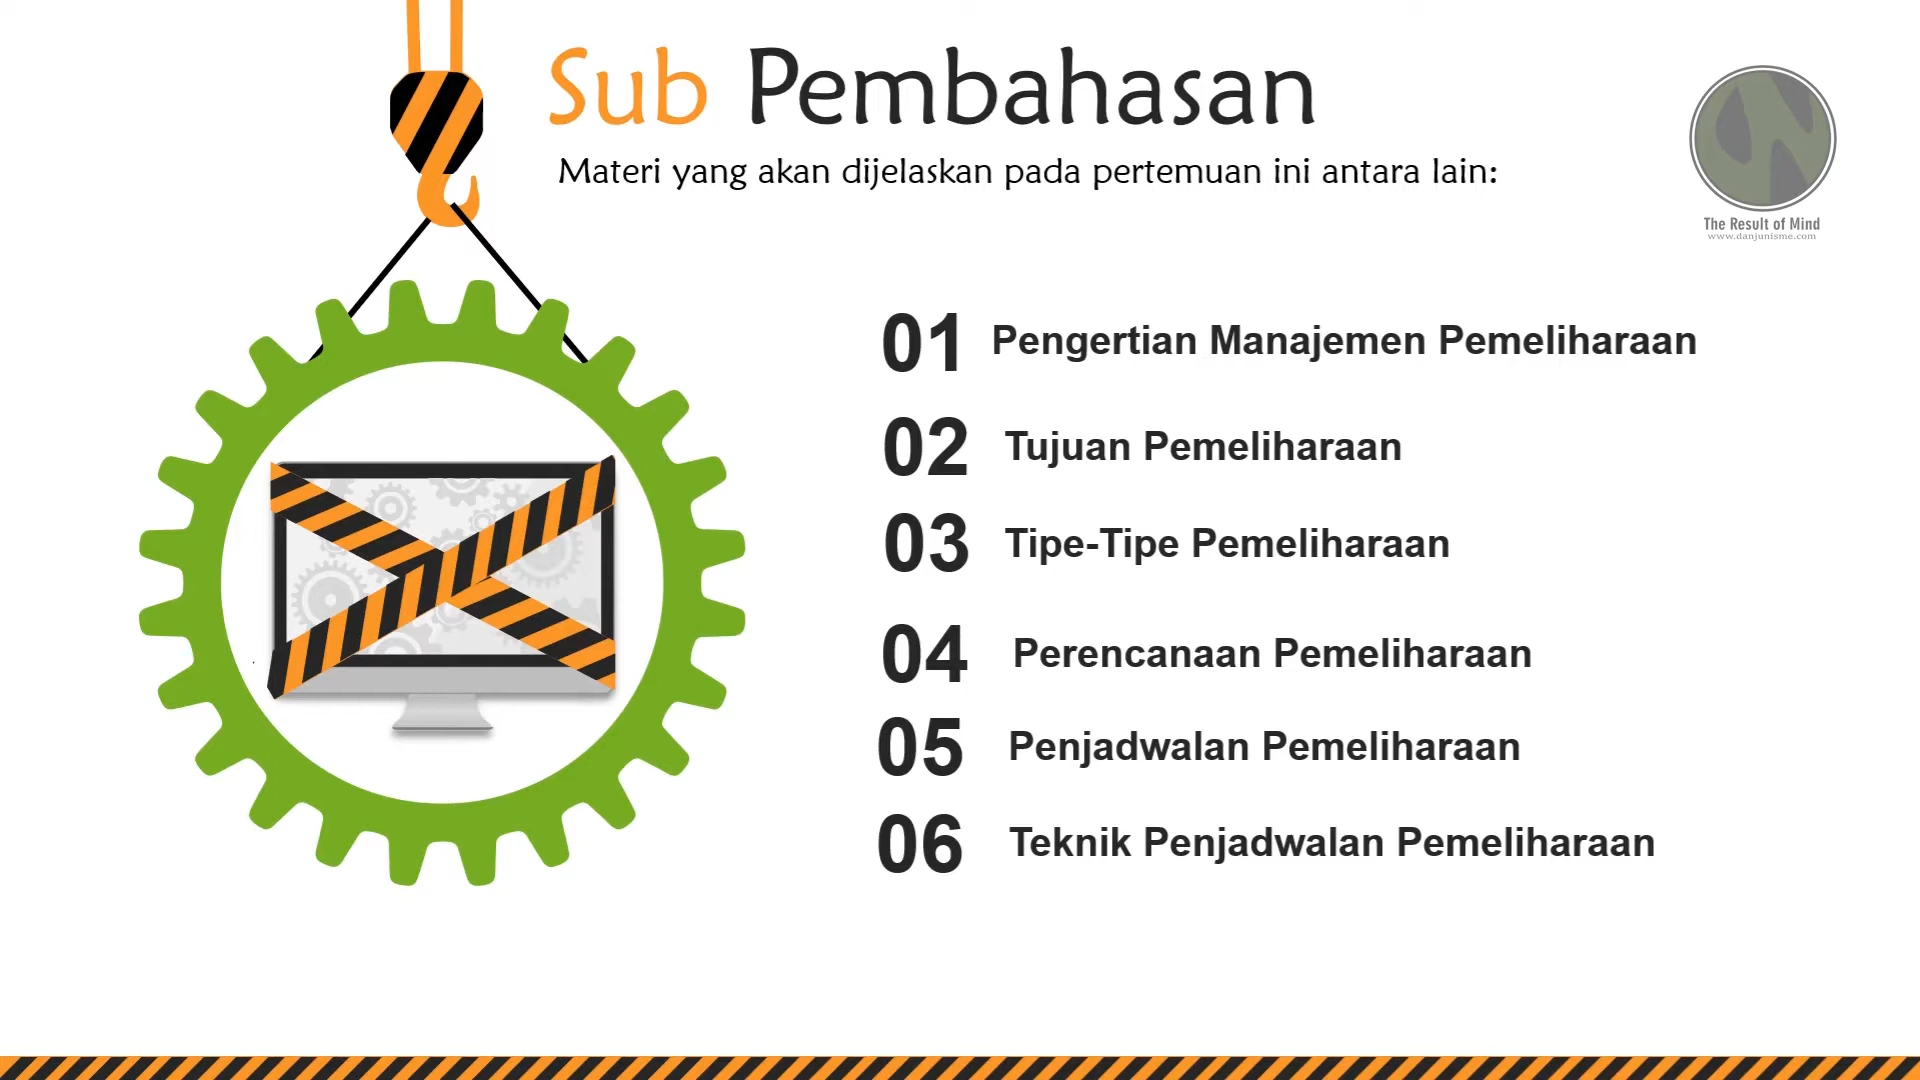 Sub Pembahasan
Materi yang akan dijelaskan pada pertemuan ini antara lain:
The Result of Mind
www.danjunisme.com
01 Pengertian Manajemen Pemeliharaan
02 Tujuan Pemeliharaan
03 Tipe-Tipe Pemeliharaan
04 Perencanaan Pemeliharaan
05 Penjadwalan Pemeliharaan
06 Teknik Penjadwalan Pemeliharaan